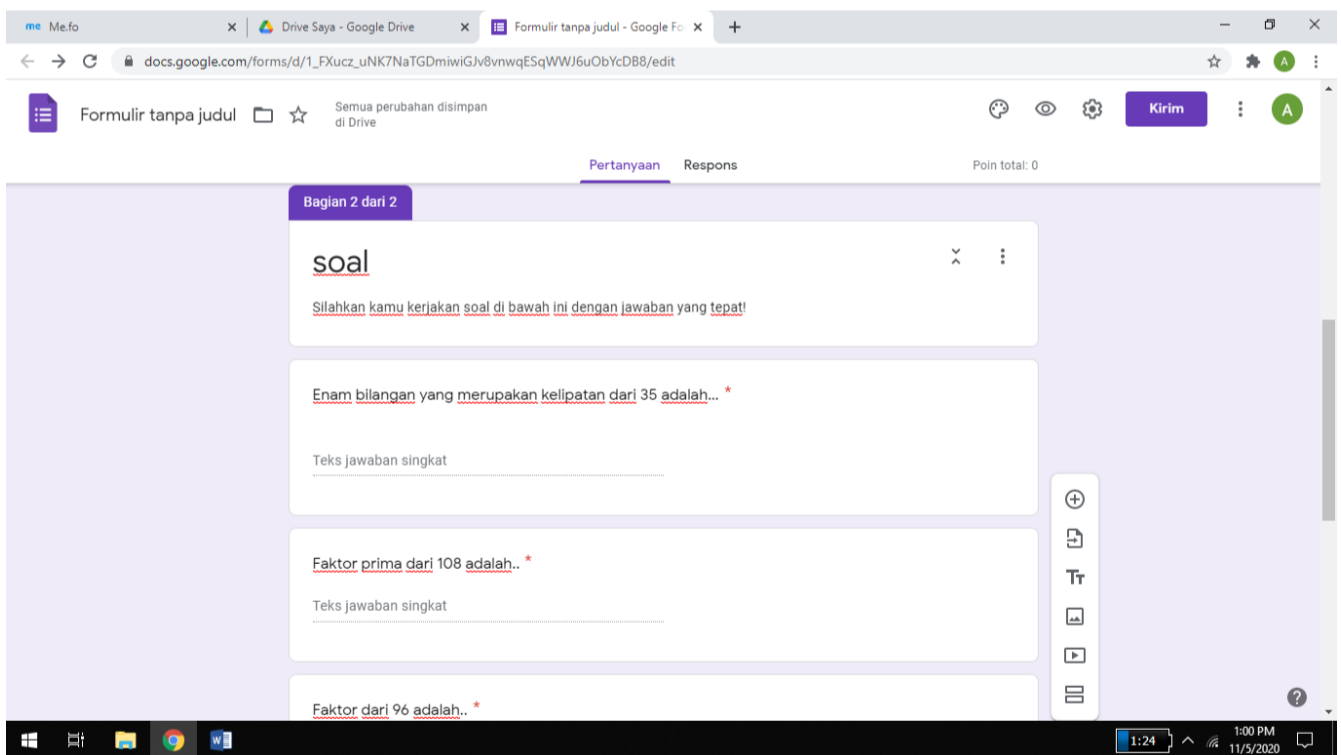 me Me.fo
Drive Saya - Google Drive
Formulir tanpa judul - Google Fo
docs.google.com/forms/d/1_FXucz_uNK7NaTGDmiwiGJv8vnwqESqWWJ6uObYcDB8/edit
A
Formulir tanpa judul
Semua perubahan disimpan
di Drive
Kirim
A
Pertanyaan Respons
Poin total: 0
Bagian 2 dari 2
soal
Silahkan kamu kerjakan soal di bawah ini dengan jawaban yang tepat!
Enam bilangan yang merupakan kelipatan dari 35 adalah... *
Teks jawaban singkat
Faktor prima dari 108 adalah.. *
Teks jawaban singkat
Faktor dari 96 adalah.. *
1:24
1:00 PM
11/5/2020